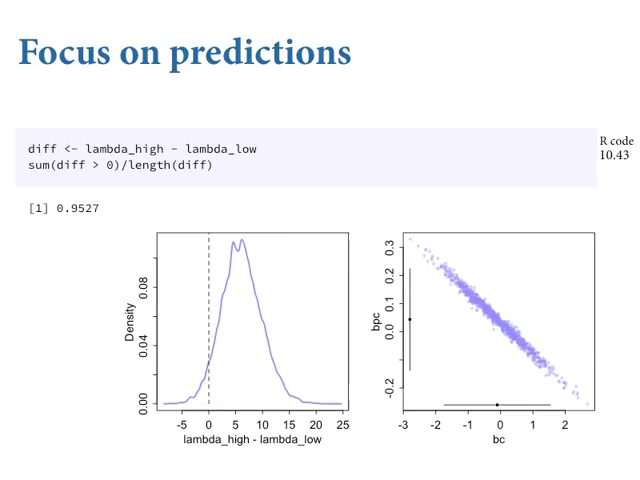 Focus on predictions
diff <- lambda_high - lambda_low
sum(diff > 0)/length(diff)
R code
10.43
[1] 0.9527
Density
0.00
0.04
0.08
-5 0 5 10 15 20 25
lambda_high - lambda_low
bpc
-0.2
0.0
0.1
0.2
0.3
-3 -2 -1 0 1 2
bc